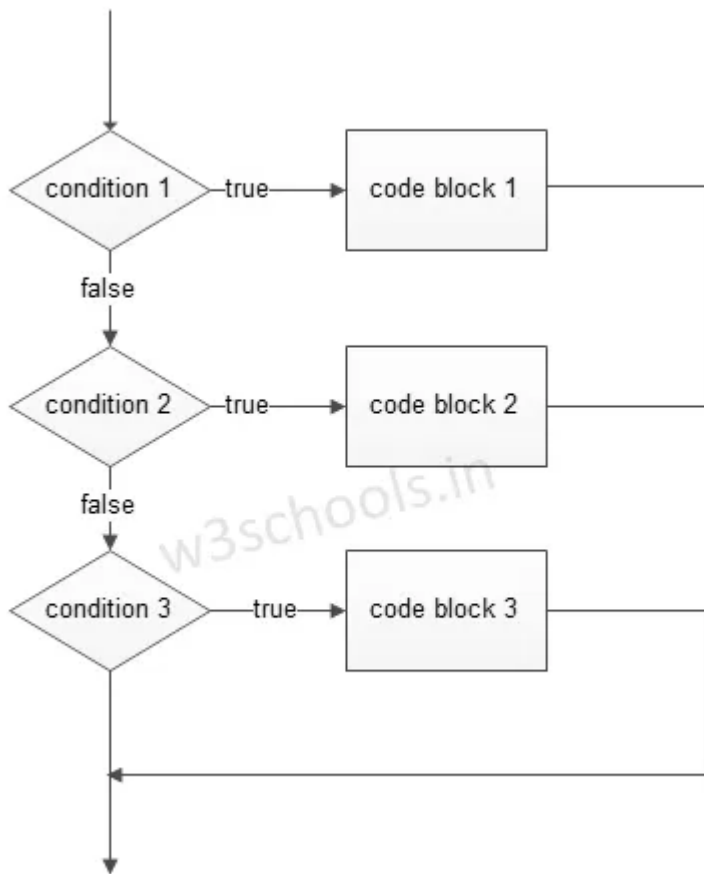 condition 1
true
code block 1
false
condition 2
true
code block 2
false
w3schools.in
condition 3
true
code block 3